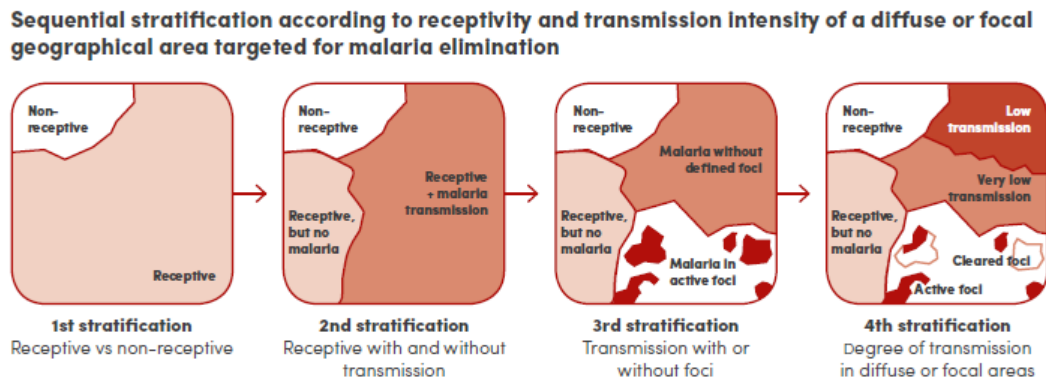 Sequential stratification according to receptivity and transmission intensity of a diffuse or focal
geographical area targeted for malaria elimination
Non-
receptive
Receptive
1st stratification
Receptive vs non-receptive
Non-
receptive
Receptive
+ malaria
transmission
Receptive,
but no
malaria
2nd stratification
Receptive with and without
transmission
Non-
receptive
Malaria without
defined foci
Receptive,
but no
malaria
Malaria in
active foci
3rd stratification
Transmission with or
without foci
Non-
receptive
Low
transmission
Very low
transmission
Receptive,
but no
malaria
Cleared foci
Active foci
4th stratification
Degree of transmission
in diffuse or focal areas